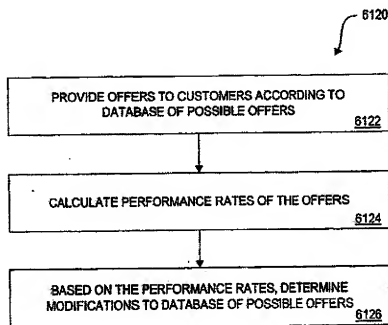 6120
PROVIDE OFFERS TO CUSTOMERS ACCORDING TO
DATABASE OF POSSIBLE OFFERS
6122
CALCULATE PERFORMANCE RATES OF THE OFFERS
6124
BASED ON THE PERFORMANCE RATES, DETERMINE
MODIFICATIONS TO DATABASE OF POSSIBLE OFFERS
6126